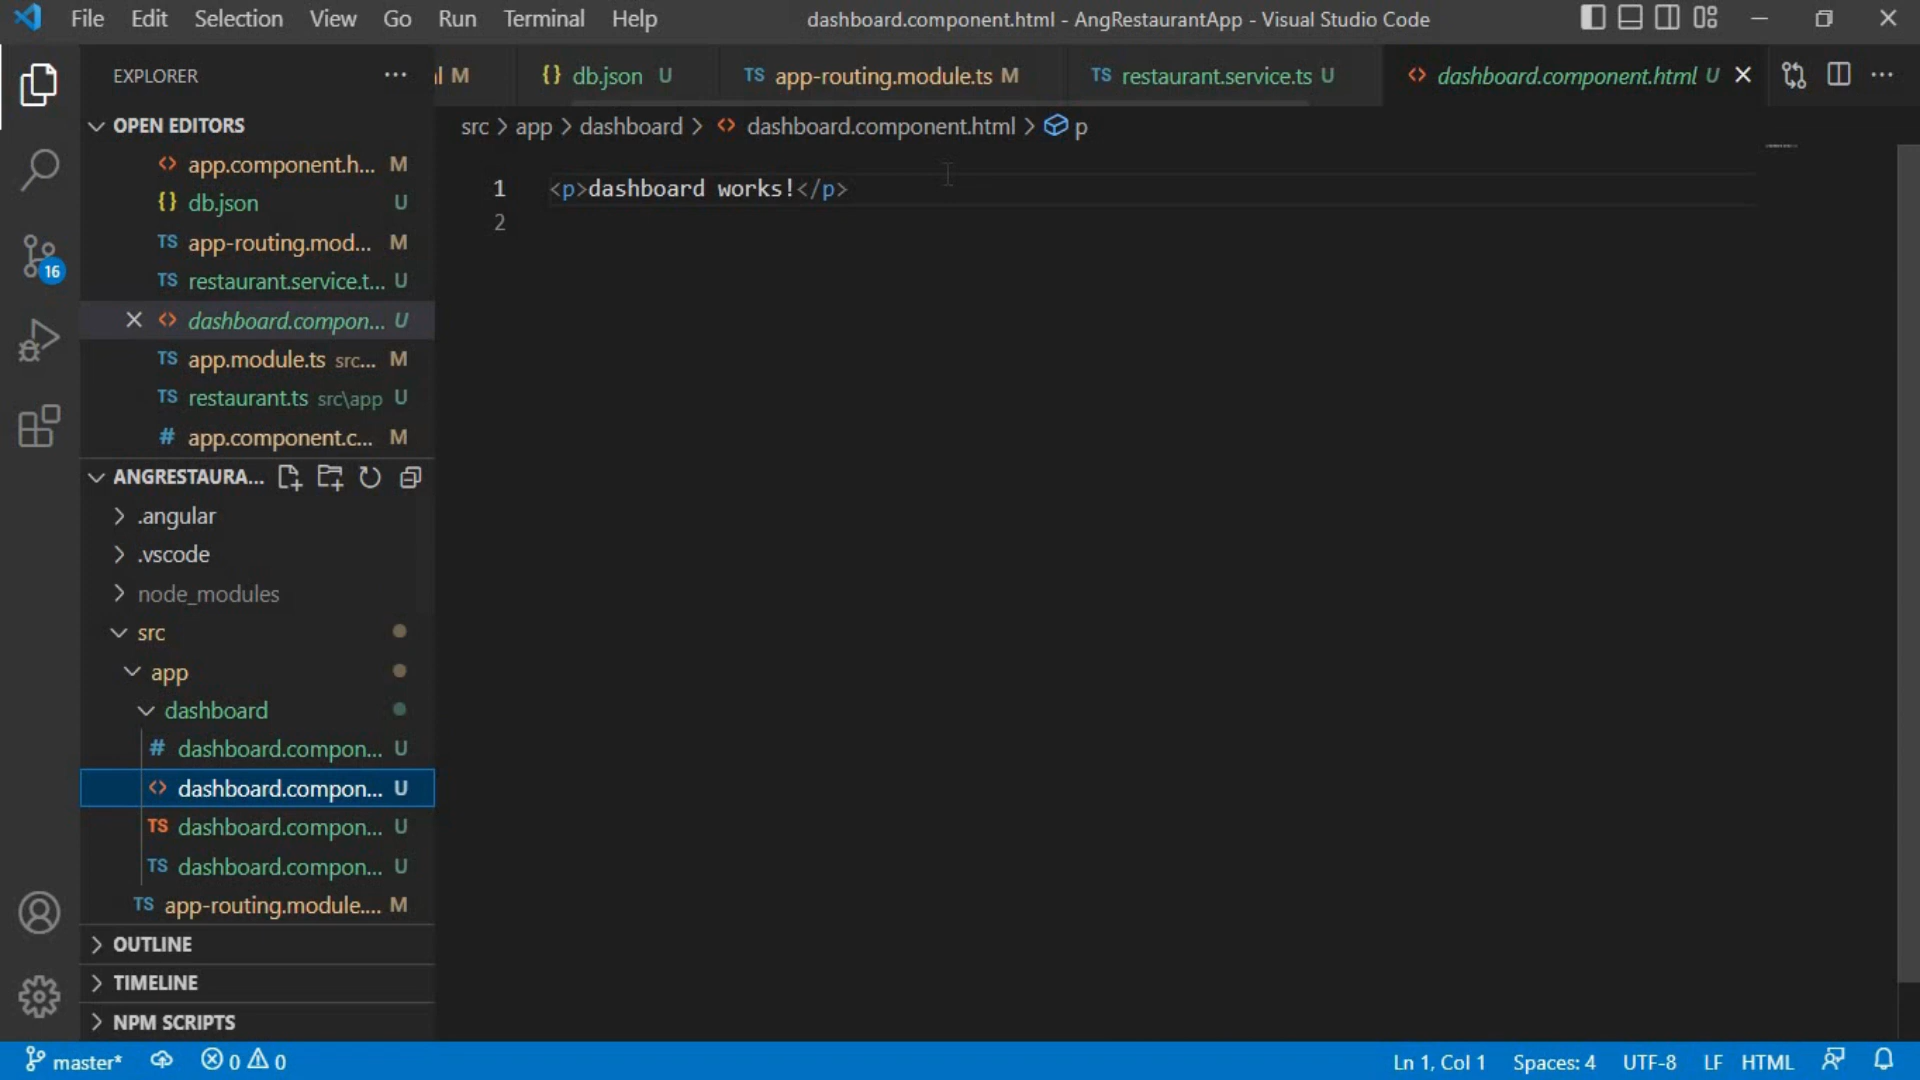 File Edit Selection View Go Run Terminal Help dashboard.component.html - AngRestaurantApp - Visual Studio Code
EXPLORER ··· l M {} db.json U TS app-routing.module.ts M TS restaurant.service.ts U <> dashboard.component.html U
OPEN EDITORS
src > app > dashboard > <> dashboard.component.html > p
<> app.component.h... M
{} db.json U
TS app-routing.mod... M
TS restaurant.service.t... U
<> dashboard.compon... U
TS app.module.ts src... M
TS restaurant.ts src\app U
# app.component.c... M
1 <p>dashboard works!</p>
2
ANGRESTAURA...
.angular
.vscode
node_modules
src
app
dashboard
# dashboard.compon... U
<> dashboard.compon... U
TS dashboard.compon... U
TS dashboard.compon... U
TS app-routing.module.... M
OUTLINE
TIMELINE
NPM SCRIPTS
16
master* 0 0 Ln 1, Col 1 Spaces: 4 UTF-8 LF HTML